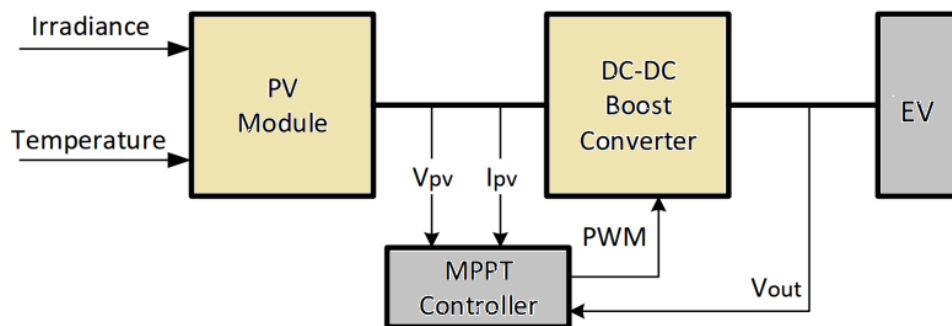 Irradiance
Temperature
PV
Module
Vpv
Ipv
DC-DC
Boost
Converter
EV
PWM
MPPT
Controller
Vout